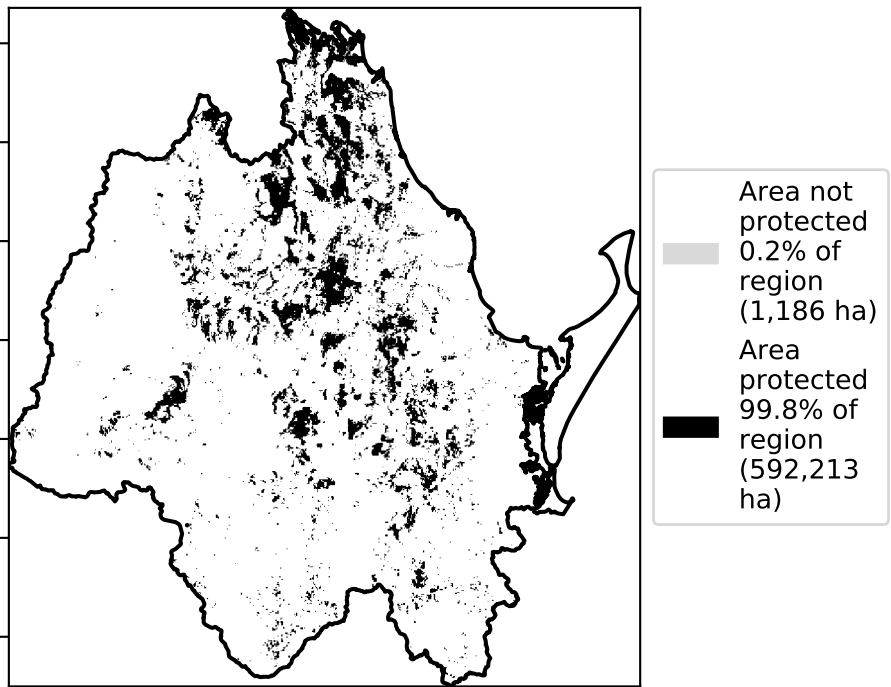 Area not
protected
0.2% of
region
(1,186 ha)
Area
protected
99.8% of
region
(592,213
ha)